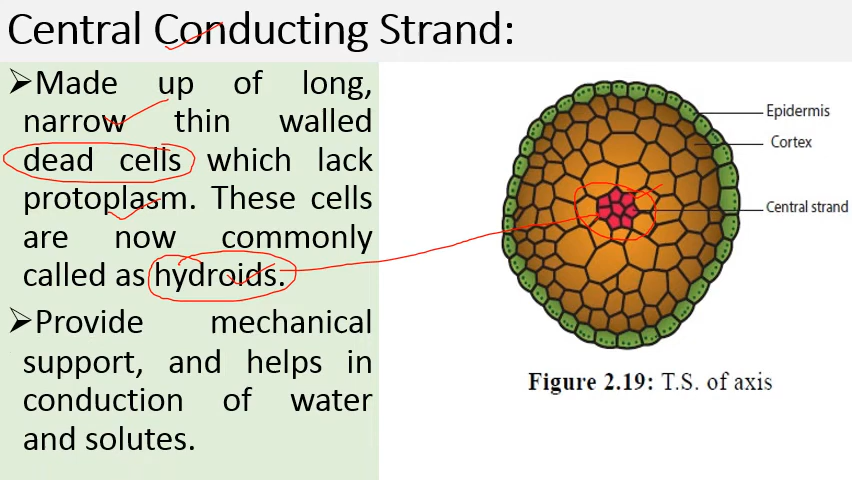 Central Conducting Strand:
➢Made up of long,
narrow thin walled
dead cells which lack
protoplasm. These cells
are now commonly
called as hydroids.
➢Provide mechanical
support, and helps in
conduction of water
and solutes.
Epidermis
Cortex
Central strand
Figure 2.19: T.S. of axis